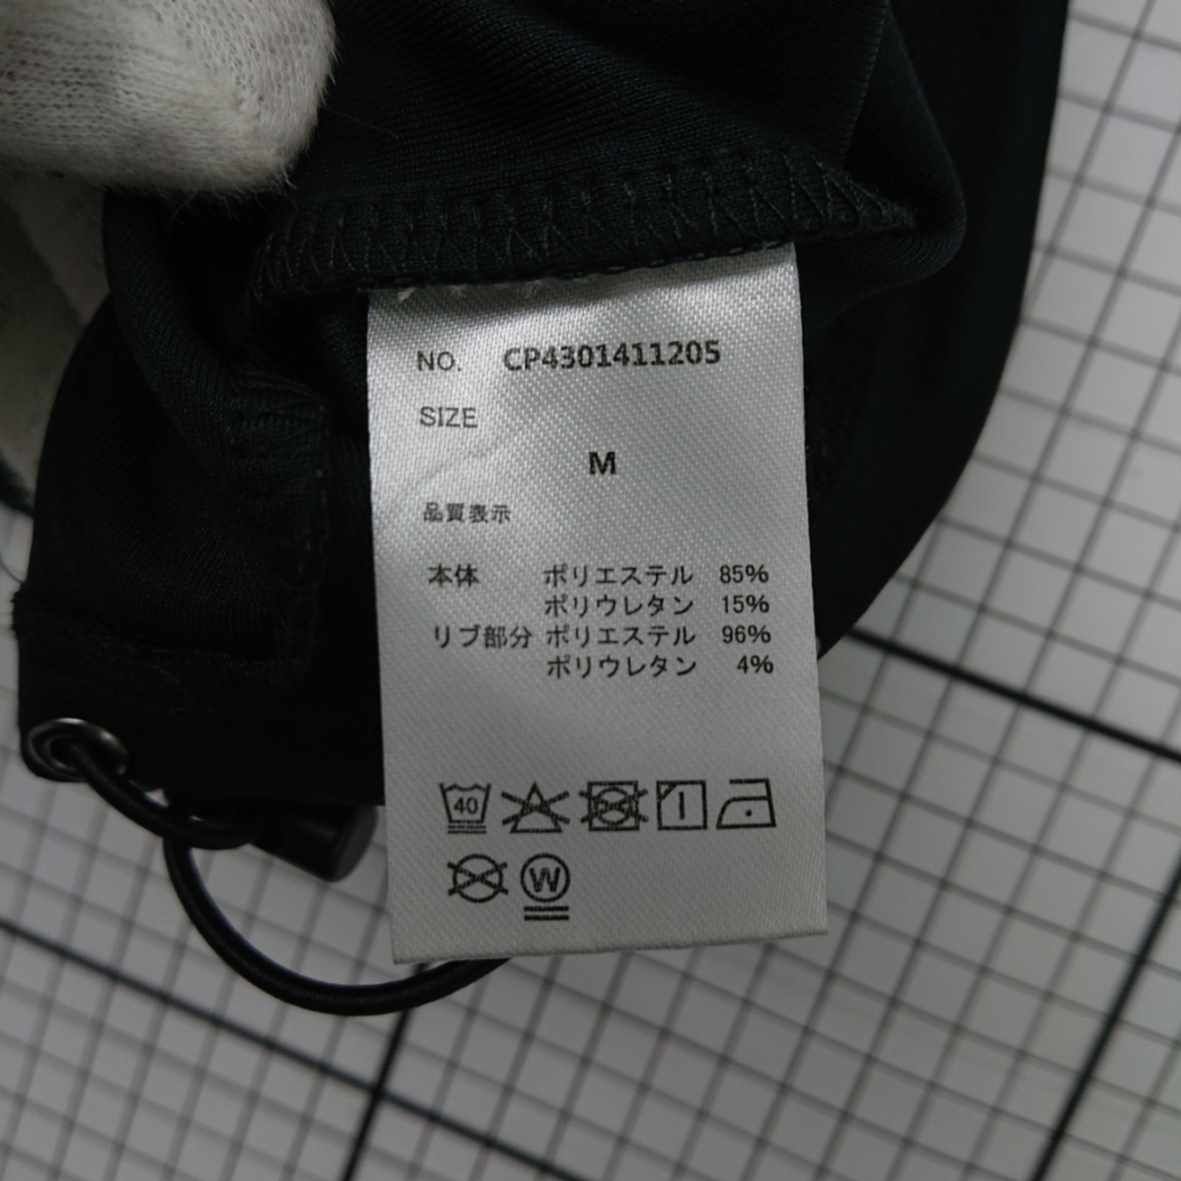 NO. CP4301411205
SIZE
M
品質表示
本体 ポリエステル 85%
ポリウレタン 15%
リブ部分 ポリエステル 96%
ポリウレタン 4%
40
W